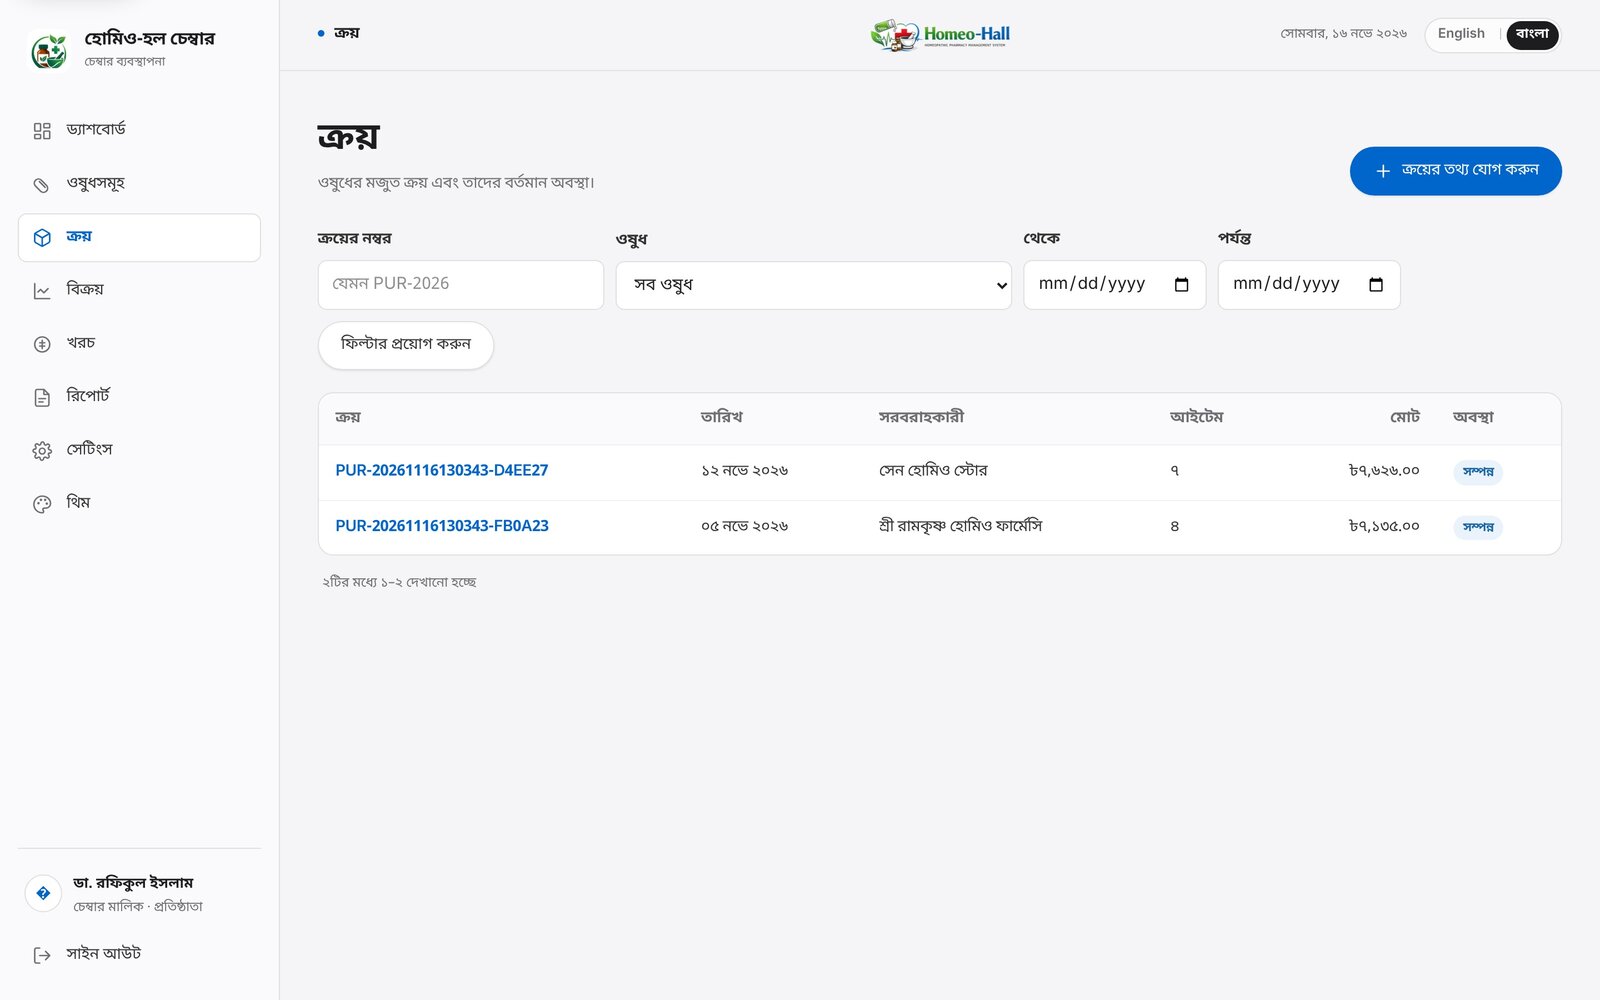 হোমিও-হল চেম্বার
চেম্বার ব্যবস্থাপনা
ড্যাশবোর্ড
ওষুধসমূহ
ক্রয়
বিক্রয়
খরচ
রিপোর্ট
সেটিংস
থিম
ডা. রফিকুল ইসলাম
চেম্বার মালিক · প্রতিষ্ঠাতা
সাইন আউট
ক্রয়
Homeo-Hall
HOMEOPATHIC PHARMACY MANAGEMENT SYSTEM
সোমবার, ১৬ নভে ২০২৬
English | বাংলা
ক্রয়
ওষুধের মজুত ক্রয় এবং তাদের বর্তমান অবস্থা।
+ ক্রয়ের তথ্য যোগ করুন
ক্রয়ের নম্বর ওষুধ থেকে পর্যন্ত
যেমন PUR-2026 সব ওষুধ mm/dd/yyyy mm/dd/yyyy
ফিল্টার প্রয়োগ করুন
ক্রয় তারিখ সরবরাহকারী আইটেম মোট অবস্থা
PUR-20261116130343-D4EE27 ১২ নভে ২০২৬ সেন হোমিও স্টোর ৭ ৳৭,৬২৬.০০ সম্পন্ন
PUR-20261116130343-FB0A23 ০৫ নভে ২০২৬ শ্রী রামকৃষ্ণ হোমিও ফার্মেসি ৪ ৳৭,১৩৫.০০ সম্পন্ন
২টির মধ্যে ১–২ দেখানো হচ্ছে